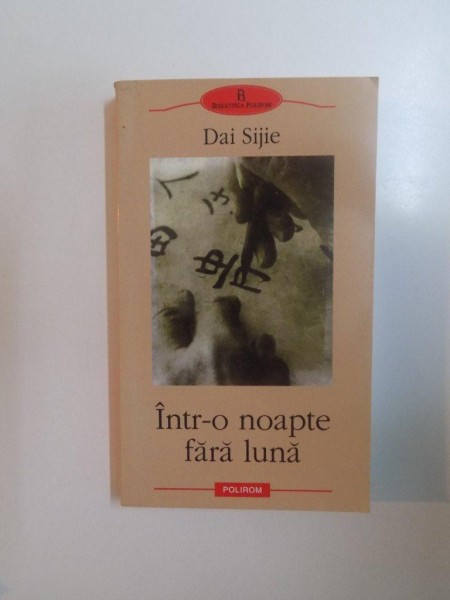 B
BIBLIOTECA POLIROM
Dai Sijie
Într-o noapte
fără lună
POLIROM